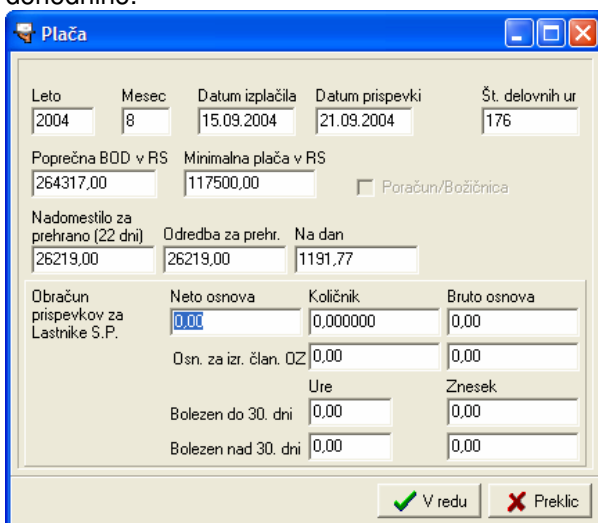 Plača
Leto Mesec Datum izplačila Datum prispevki Št. delovnih ur
2004 8 15.09.2004 21.09.2004 176
Poprečna BOD v RS Minimalna plača v RS
264317,00 117500,00 Poračun/Božičnica
Nadomestilo za
prehrano (22 dni) Odredba za prehr. Na dan
26219,00 26219,00 1191,77
Obračun Neto osnova Količnik Bruto osnova
prispevkov za 0,00 0,000000 0,00
Lastnike S.P.
Osn. za izr. član. OZ 0,00 0,00
Ure Znesek
Bolezen do 30. dni 0,00 0,00
Bolezen nad 30. dni 0,00 0,00
V redu Preklic